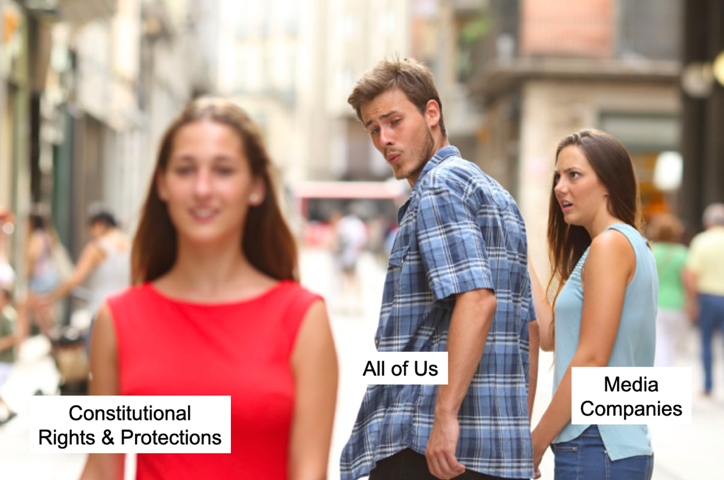 Constitutional
Rights & Protections
All of Us
Media
Companies